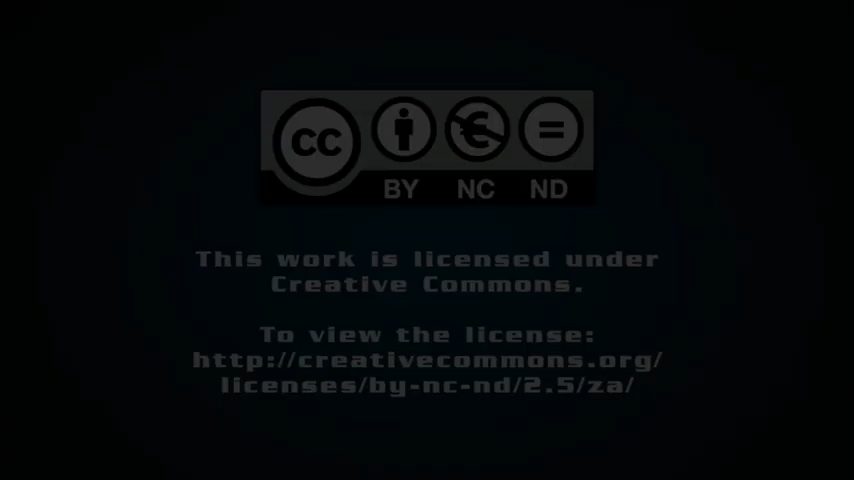 CC
BY NC ND
This work is licensed under
Creative Commons.
To view the license:
http://creativecommons.org/
licenses/by-nc-nd/2.5/za/